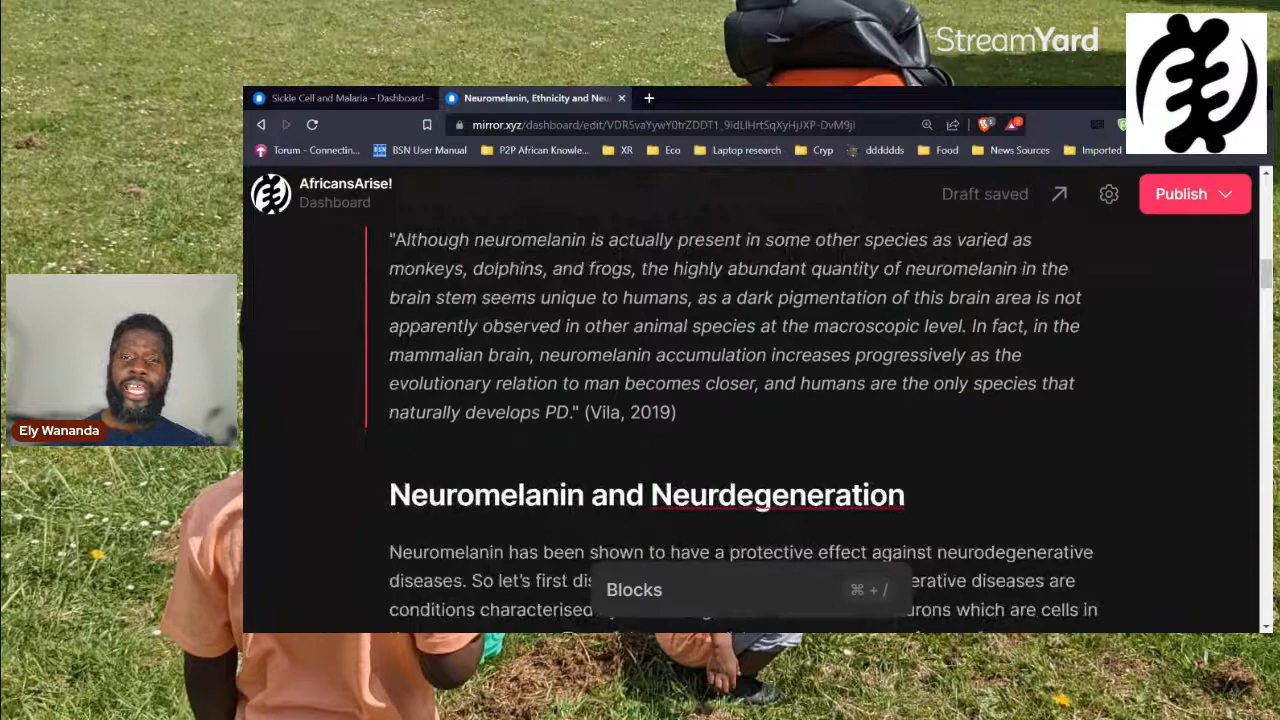 StreamYard
Sickle Cell and Malaria – Dashboard –
Neuromelanin, Ethnicity and Neu
mirror.xyz/dashboard/edit/
Torum - Connectin...
BSN User Manual
P2P African Knowle...
XR
Eco
Laptop research
Cryp
dddddds
Food
News Sources
Imported
AfricansArise!
Dashboard
Draft saved
Publish
"Although neuromelanin is actually present in some other species as varied as
monkeys, dolphins, and frogs, the highly abundant quantity of neuromelanin in the
brain stem seems unique to humans, as a dark pigmentation of this brain area is not
apparently observed in other animal species at the macroscopic level. In fact, in the
mammalian brain, neuromelanin accumulation increases progressively as the
evolutionary relation to man becomes closer, and humans are the only species that
naturally develops PD." (Vila, 2019)
Ely Wananda
Neuromelanin and Neurdegeneration
Neuromelanin has been shown to have a protective effect against neurodegenerative
diseases. So let's first dis erative diseases are
Blocks ⌘ + /
conditions characterised urons which are cells in